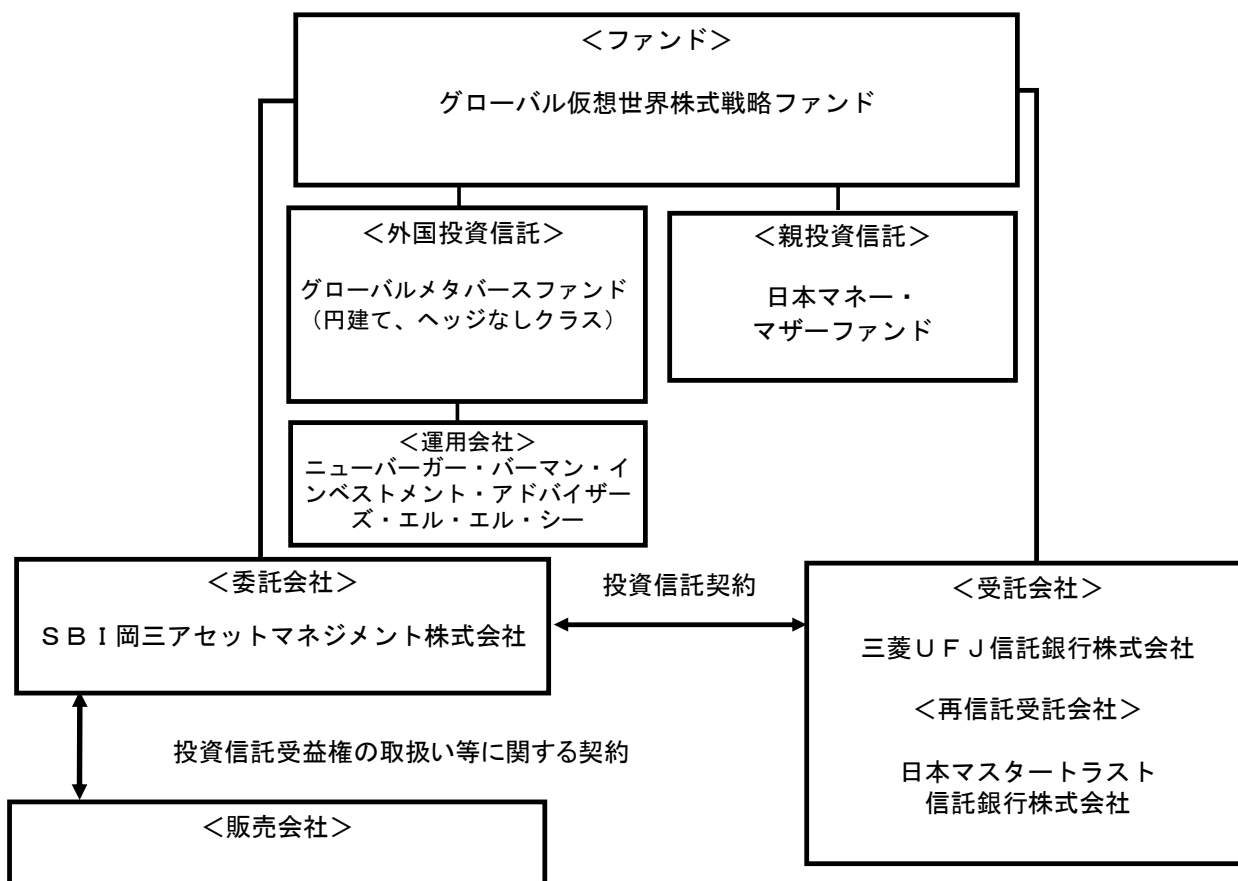 ＜ファンド＞
グローバル仮想世界株式戦略ファンド
＜外国投資信託＞
グローバルメタバースファンド
（円建て、ヘッジなしクラス）
＜親投資信託＞
日本マネー・
マザーファンド
＜運用会社＞
ニューバーガー・バーマン・イ
ンベストメント・アドバイザー
ズ・エル・エル・シー
＜委託会社＞
ＳＢＩ岡三アセットマネジメント株式会社
投資信託契約
＜受託会社＞
三菱ＵＦＪ信託銀行株式会社
＜再信託受託会社＞
日本マスタートラスト
信託銀行株式会社
投資信託受益権の取扱い等に関する契約
＜販売会社＞